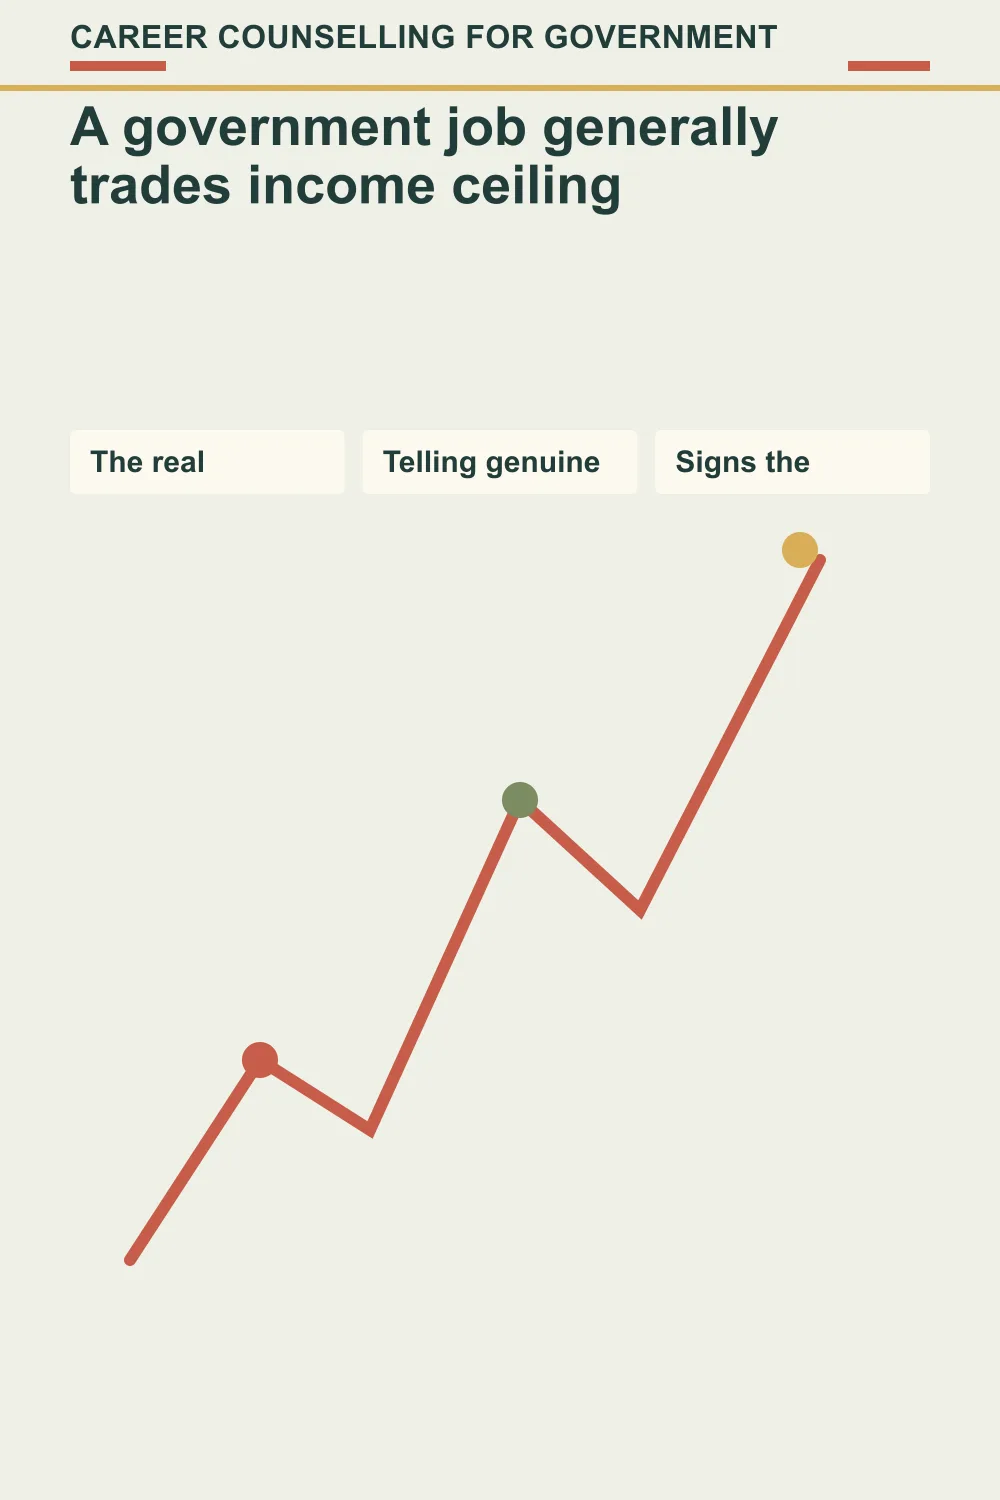 CAREER COUNSELLING FOR GOVERNMENT
A government job generally
trades income ceiling
The real
Telling genuine
Signs the